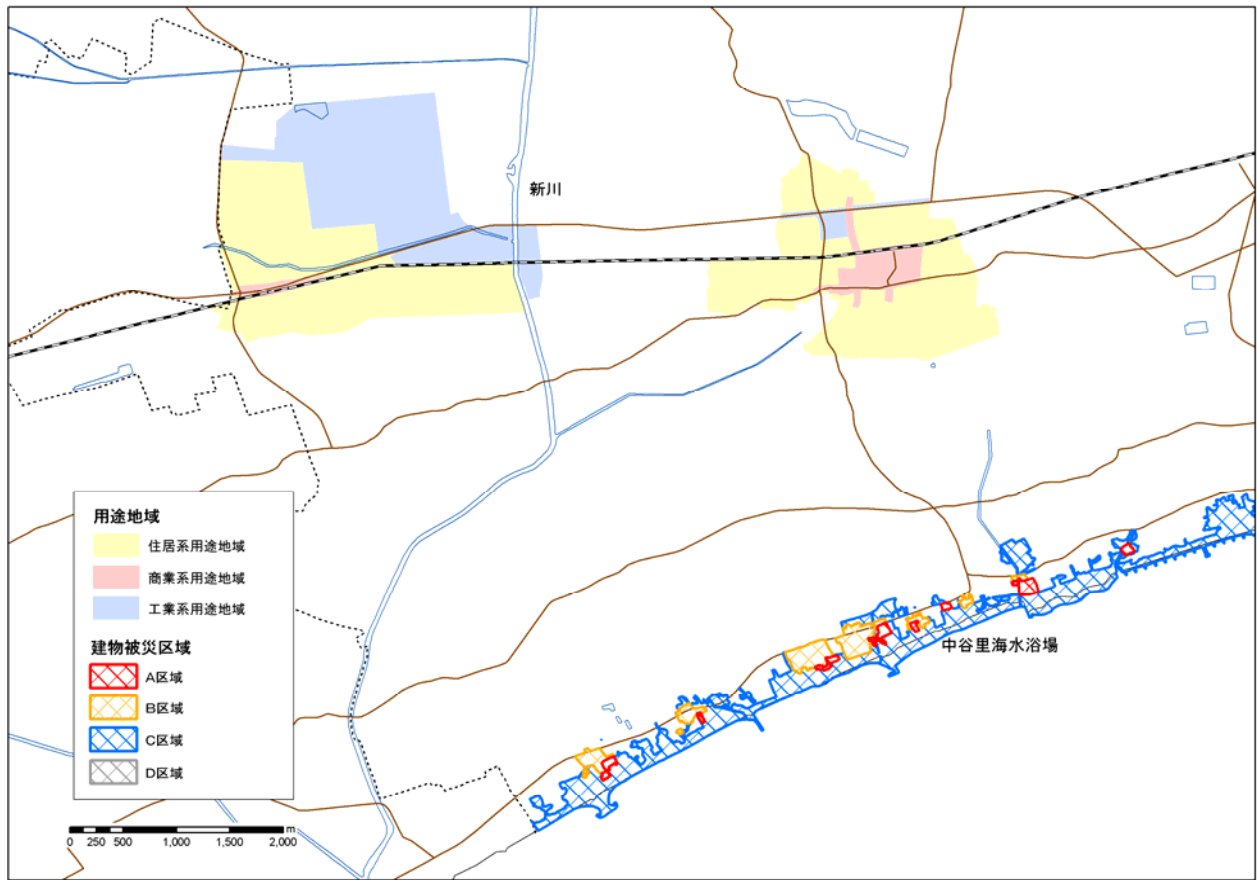 新川
用途地域
住居系用途地域
商業系用途地域
工業系用途地域
建物被災区域
A区域
B区域
C区域
D区域
中谷里海水浴場
0 250 500 1,000 1,500 2,000 m